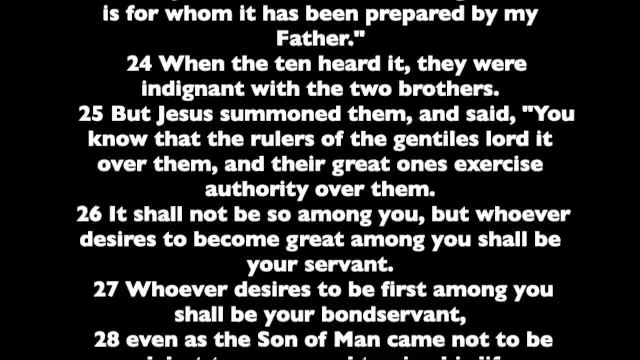 is for whom it has been prepared by my
Father."
24 When the ten heard it, they were
indignant with the two brothers.
25 But Jesus summoned them, and said, "You
know that the rulers of the gentiles lord it
over them, and their great ones exercise
authority over them.
26 It shall not be so among you, but whoever
desires to become great among you shall be
your servant.
27 Whoever desires to be first among you
shall be your bondservant,
28 even as the Son of Man came not to be